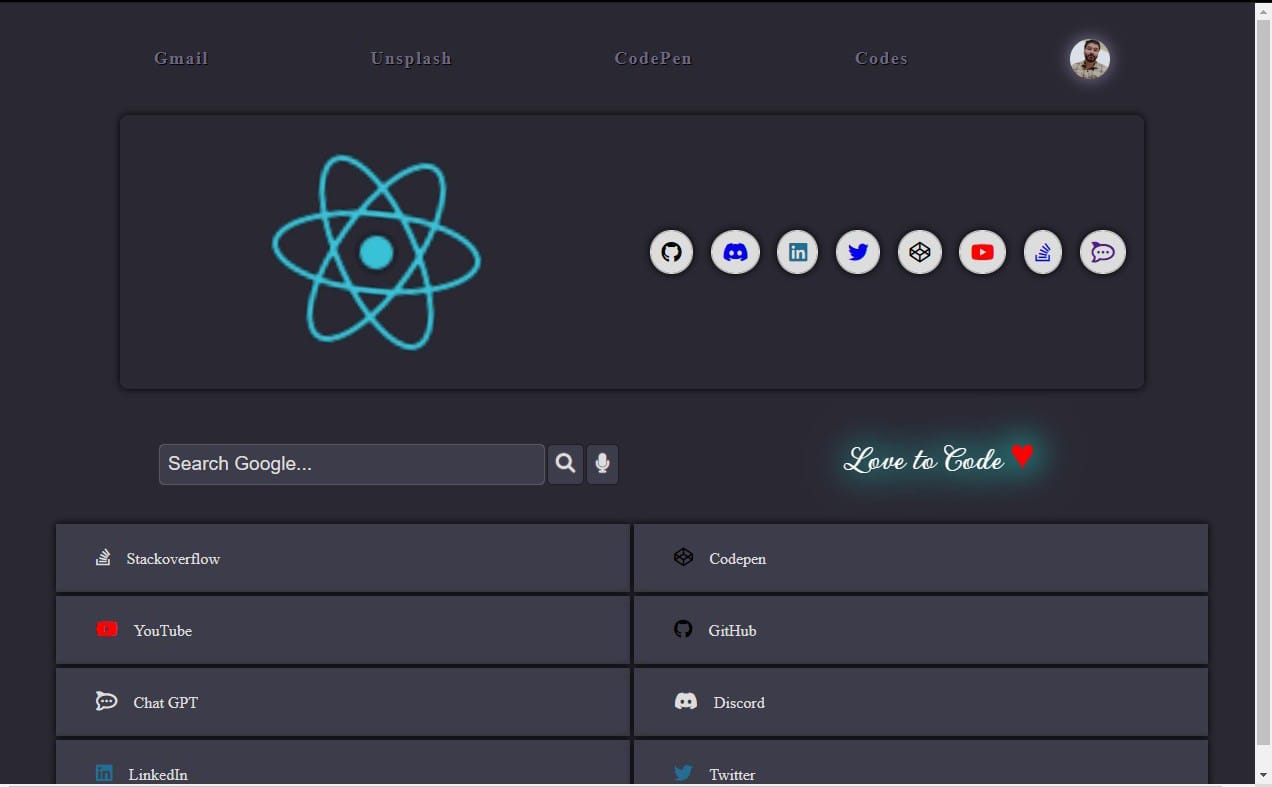 Gmail Unsplash CodePen Codes
Search Google...
Love to Code
Stackoverflow Codepen
YouTube GitHub
Chat GPT Discord
LinkedIn Twitter